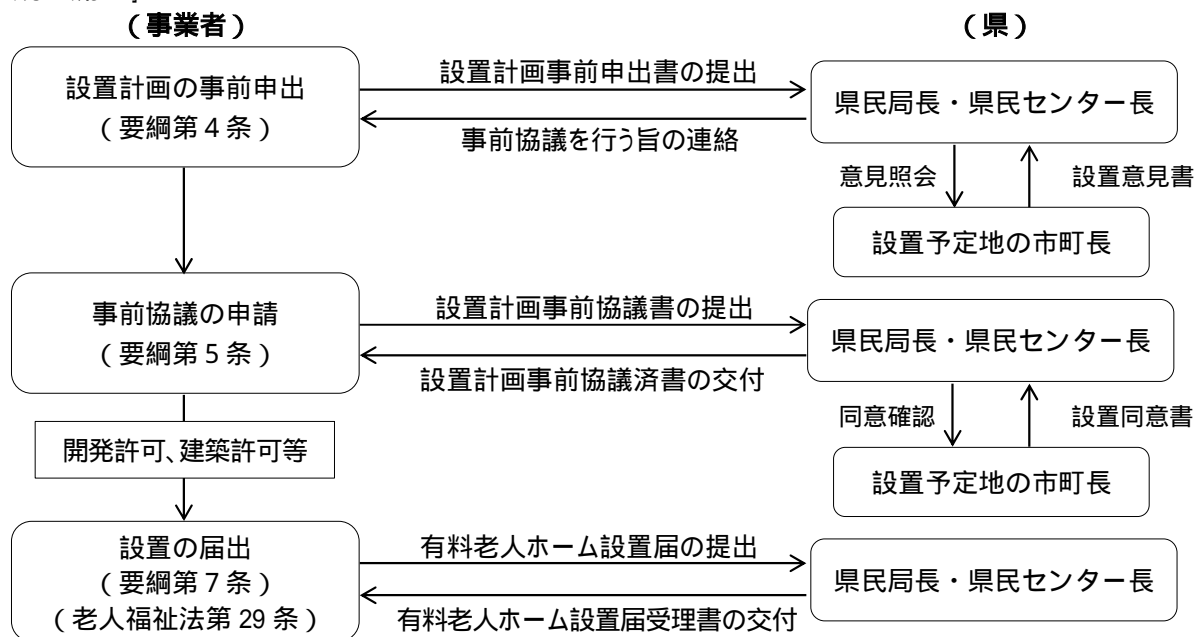 （事業者）
（県）
設置計画の事前申出
（要綱第４条）
設置計画事前申出書の提出
事前協議を行う旨の連絡
県民局長・県民センター長
意見照会
設置意見書
設置予定地の市町長
事前協議の申請
（要綱第５条）
設置計画事前協議書の提出
設置計画事前協議済書の交付
県民局長・県民センター長
同意確認
設置同意書
設置予定地の市町長
開発許可、建築許可等
設置の届出
（要綱第７条）
（老人福祉法第 29 条）
有料老人ホーム設置届の提出
有料老人ホーム設置届受理書の交付
県民局長・県民センター長